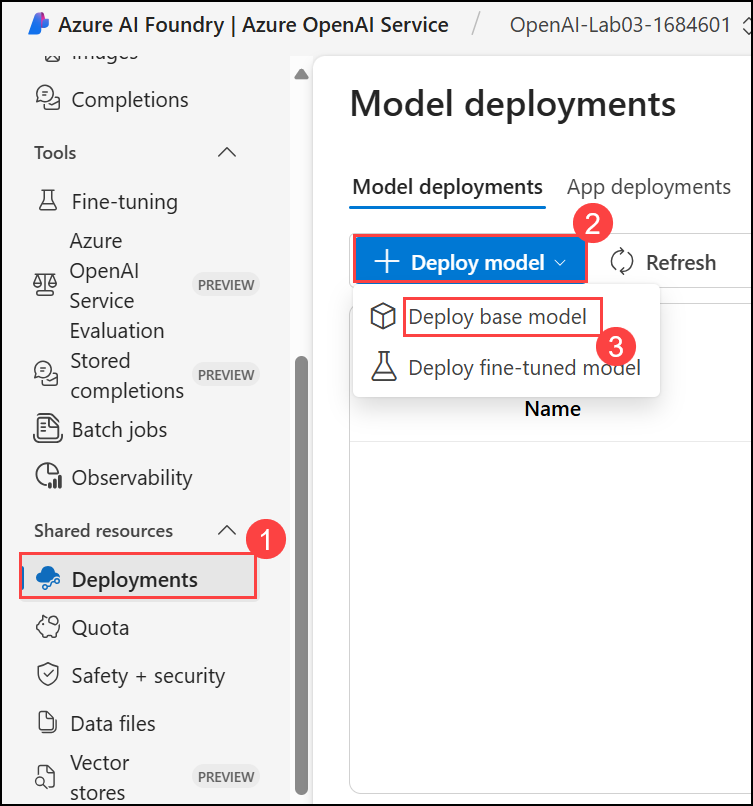 Azure AI Foundry | Azure OpenAI Service / OpenAI-Lab03-1684601
Images
Completions
Tools
Fine-tuning
Azure
OpenAI
Service
Evaluation
PREVIEW
Stored
completions
PREVIEW
Batch jobs
Observability
Shared resources
1
Deployments
Quota
Safety + security
Data files
Vector
stores
PREVIEW
Model deployments
Model deployments App deployments
2
Deploy model Refresh
Deploy base model
3
Deploy fine-tuned model
Name